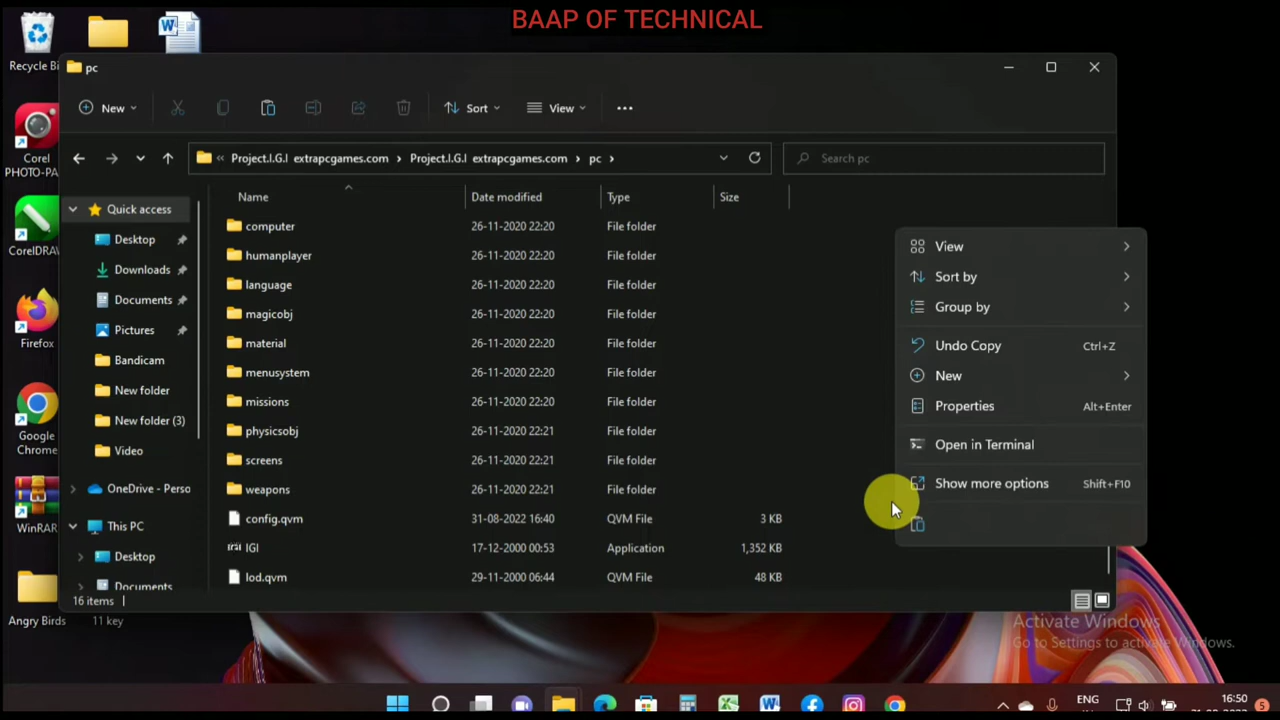 BAAP OF TECHNICAL
Recycle Bi
pc
New
Sort
View
Project.I.G.I extrapcgames.com
Project.I.G.I extrapcgames.com
pc
Search pc
Corel
PHOTO-PA
CorelDRAW
Firefox
Google
Chrome
WinRAR
Angry Birds
11 key
Quick access
Desktop
Downloads
Documents
Pictures
Bandicam
New folder
New folder (3)
Video
OneDrive - Perso
This PC
Desktop
Documents
Name Date modified Type Size
computer 26-11-2020 22:20 File folder
humanplayer 26-11-2020 22:20 File folder
language 26-11-2020 22:20 File folder
magicobj 26-11-2020 22:20 File folder
material 26-11-2020 22:20 File folder
menusystem 26-11-2020 22:20 File folder
missions 26-11-2020 22:20 File folder
physicsobj 26-11-2020 22:21 File folder
screens 26-11-2020 22:21 File folder
weapons 26-11-2020 22:21 File folder
config.qvm 31-08-2022 16:40 QVM File 3 KB
IGI 17-12-2000 00:53 Application 1,352 KB
lod.qvm 29-11-2000 06:44 QVM File 48 KB
16 items
View
Sort by
Group by
Undo Copy Ctrl+Z
New
Properties Alt+Enter
Open in Terminal
Show more options Shift+F10
Activate Windows
Go to Settings to activate Windows.
ENG
16:50
5